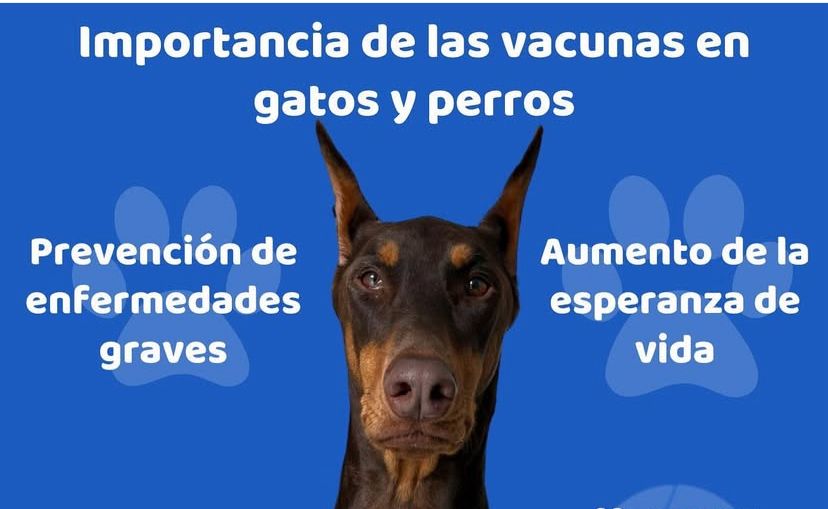 Importancia de las vacunas en
gatos y perros
Prevención de
enfermedades
graves
Aumento de la
esperanza de
vida